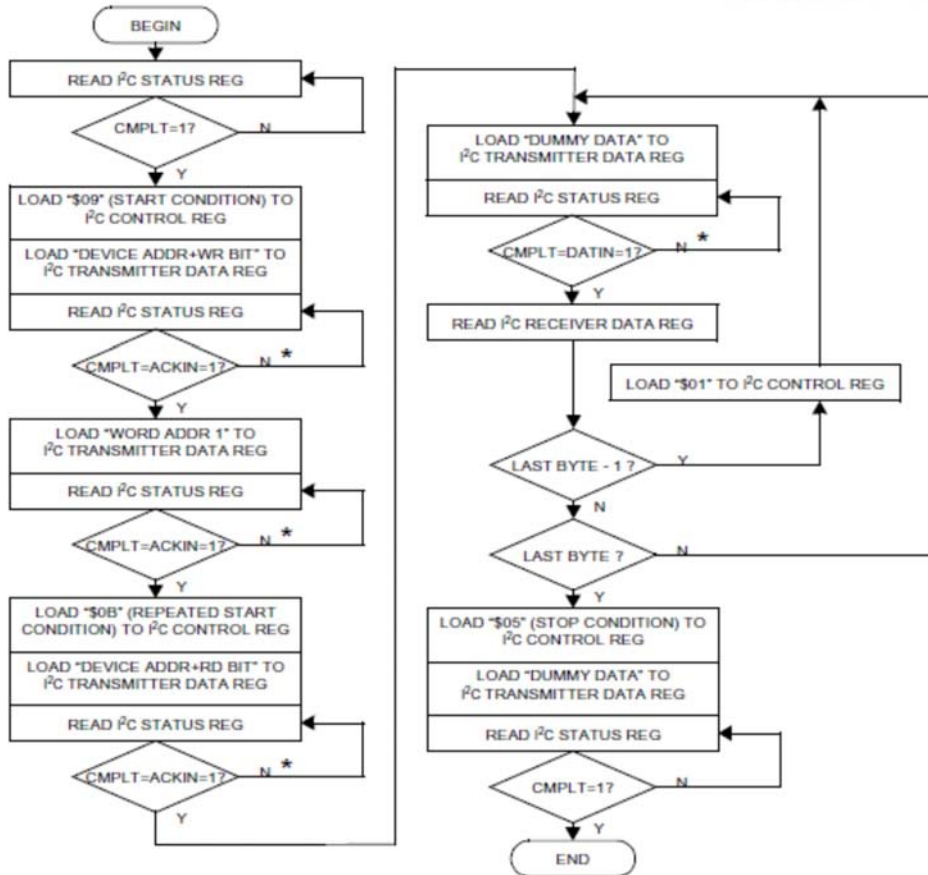 BEGIN
READ I²C STATUS REG
CMPLT=1?
N
Y
LOAD “$09” (START CONDITION) TO
I²C CONTROL REG
LOAD “DEVICE ADDR+WR BIT” TO
I²C TRANSMITTER DATA REG
READ I²C STATUS REG
CMPLT=ACKIN=1?
N *
Y
LOAD “WORD ADDR 1” TO
I²C TRANSMITTER DATA REG
READ I²C STATUS REG
CMPLT=ACKIN=1?
N *
Y
LOAD “$0B” (REPEATED START
CONDITION) TO I²C CONTROL REG
LOAD “DEVICE ADDR+RD BIT” TO
I²C TRANSMITTER DATA REG
READ I²C STATUS REG
CMPLT=ACKIN=1?
N *
Y
LOAD “DUMMY DATA” TO
I²C TRANSMITTER DATA REG
READ I²C STATUS REG
CMPLT=DATIN=1?
N *
Y
READ I²C RECEIVER DATA REG
LOAD “$01” TO I²C CONTROL REG
LAST BYTE - 1 ?
Y
N
LAST BYTE ?
N
Y
LOAD “$05” (STOP CONDITION) TO
I²C CONTROL REG
LOAD “DUMMY DATA” TO
I²C TRANSMITTER DATA REG
READ I²C STATUS REG
CMPLT=1?
N
Y
END